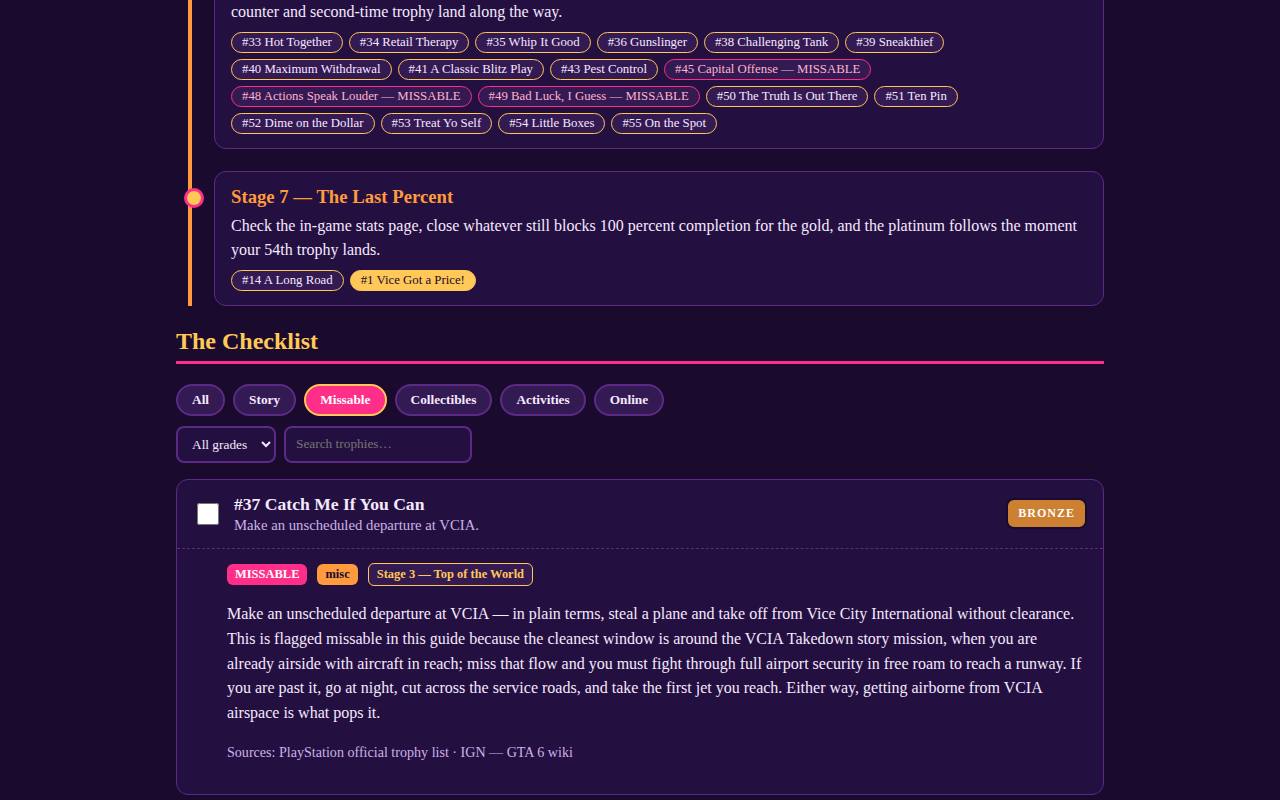 counter and second-time trophy land along the way.
#33 Hot Together #34 Retail Therapy #35 Whip It Good #36 Gunslinger #38 Challenging Tank #39 Sneakthief
#40 Maximum Withdrawal #41 A Classic Blitz Play #43 Pest Control #45 Capital Offense — MISSABLE
#48 Actions Speak Louder — MISSABLE #49 Bad Luck, I Guess — MISSABLE #50 The Truth Is Out There #51 Ten Pin
#52 Dime on the Dollar #53 Treat Yo Self #54 Little Boxes #55 On the Spot
Stage 7 — The Last Percent
Check the in-game stats page, close whatever still blocks 100 percent completion for the gold, and the platinum follows the moment
your 54th trophy lands.
#14 A Long Road #1 Vice Got a Price!
The Checklist
All Story Missable Collectibles Activities Online
All grades Search trophies…
#37 Catch Me If You Can
Make an unscheduled departure at VCIA.
BRONZE
MISSABLE misc Stage 3 — Top of the World
Make an unscheduled departure at VCIA — in plain terms, steal a plane and take off from Vice City International without clearance.
This is flagged missable in this guide because the cleanest window is around the VCIA Takedown story mission, when you are
already airside with aircraft in reach; miss that flow and you must fight through full airport security in free roam to reach a runway. If
you are past it, go at night, cut across the service roads, and take the first jet you reach. Either way, getting airborne from VCIA
airspace is what pops it.
Sources: PlayStation official trophy list · IGN — GTA 6 wiki